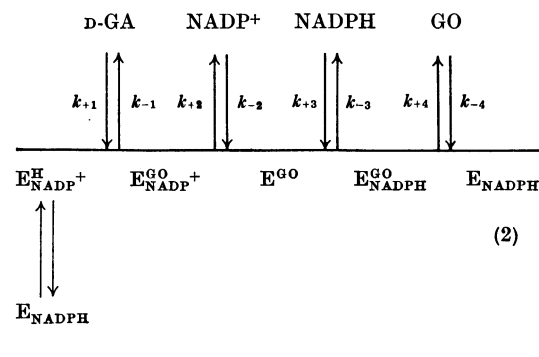 D-GA NADP+ NADPH GO
k+1 k-1 k+2 k-2 k+3 k-3 k+4 k-4
E^H_NADP+ E^GO_NADP+ E^GO E^GO_NADPH E_NADPH
(2)
E_NADPH